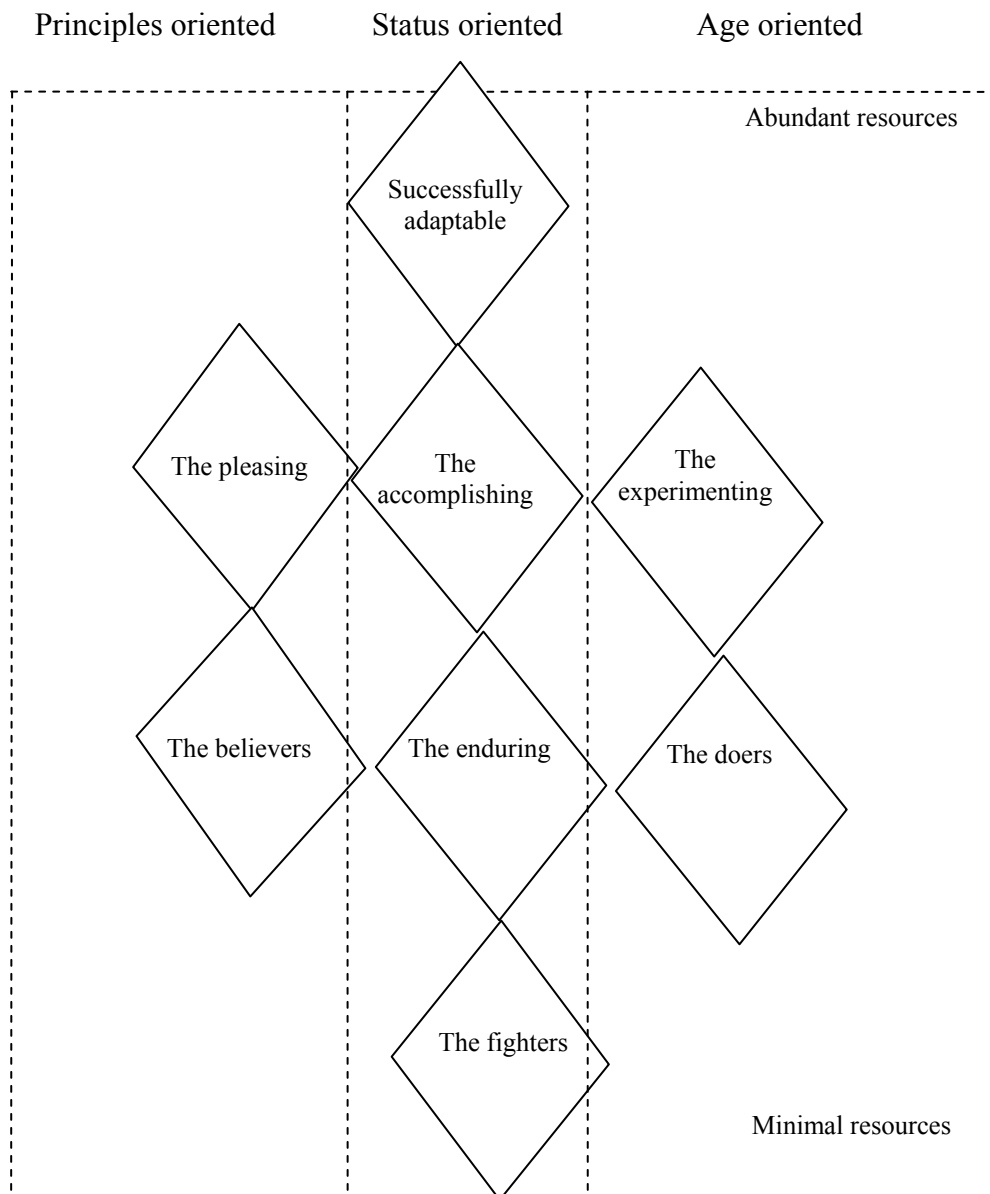 Principles oriented
Status oriented
Age oriented
Abundant resources
Successfully
adaptable
The pleasing
The
accomplishing
The
experimenting
The believers
The enduring
The doers
The fighters
Minimal resources